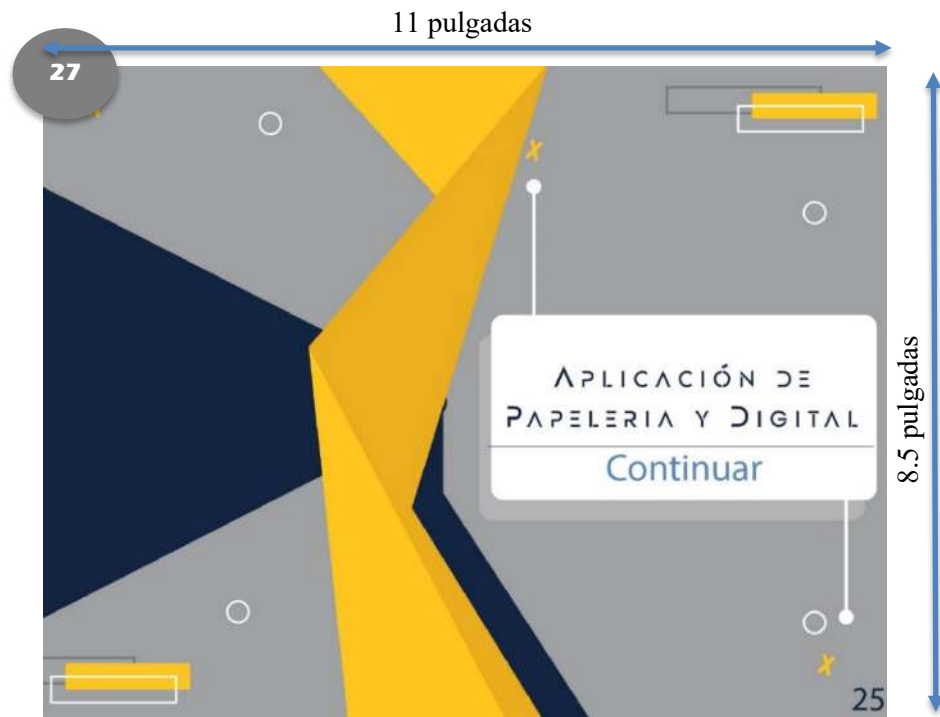 11 pulgadas
27
X
APLICACIÓN DE
PAPELERIA Y DIGITAL
Continuar
8.5 pulgadas
X
25